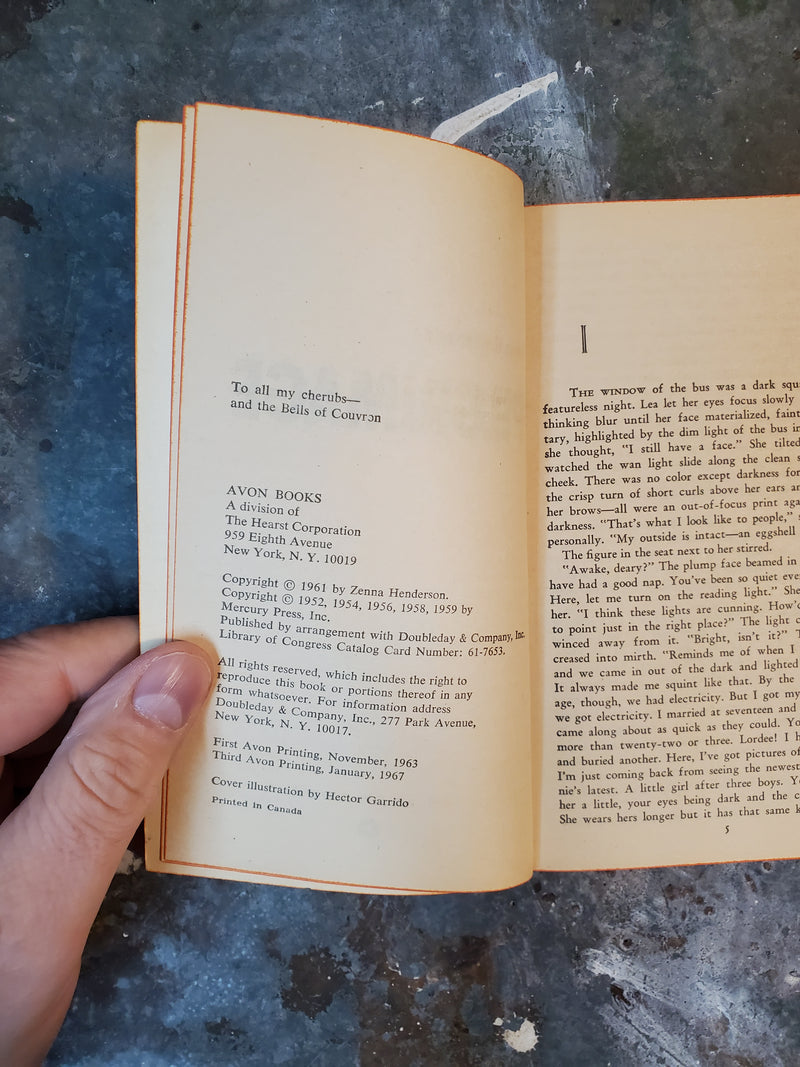 To all my cherubs—
and the Bells of Couvron
AVON BOOKS
A division of
The Hearst Corporation
959 Eighth Avenue
New York, N. Y. 10019
Copyright © 1961 by Zenna Henderson.
Copyright © 1952, 1954, 1956, 1958, 1959 by
Mercury Press, Inc.
Published by arrangement with Doubleday & Company, Inc.
Library of Congress Catalog Card Number: 61-7653.
All rights reserved, which includes the right to
reproduce this book or portions thereof in any
form whatsoever. For information address
Doubleday & Company, Inc., 277 Park Avenue,
New York, N. Y. 10017.
First Avon Printing, November, 1963
Third Avon Printing, January, 1967
Cover illustration by Hector Garrido
Printed in Canada
I
THE WINDOW of the bus was a dark
featureless night. Lea let her eyes focus slowly
thinking blur until her face materialized,
tary, highlighted by the dim light of the bus
she thought, "I still have a face." She tilted
watched the wan light slide along the clean
cheek. There was no color except darkness for
the crisp turn of short curls above her ears
her brows—all were an out-of-focus print
darkness. "That's what I look like to people,"
personally. "My outside is intact—an eggshell
The figure in the seat next to her stirred.
"Awake, deary?" The plump face beamed in
have had a good nap. You've been so quiet
Here, let me turn on the reading light." She
her. "I think these lights are cunning.
to point just in the right place?" The light
winced away from it. "Bright, isn't it?"
creased into mirth. "Reminds me of when I
and we came in out of the dark and lighted
It always made me squint like that. By the
age, though, we had electricity. But I got my
we got electricity. I married at seventeen and
came along about as quick as they could.
more than twenty-two or three. Lordee! I
and buried another. Here, I've got pictures of
I'm just coming back from seeing the newest
nie's latest. A little girl after three boys.
her a little, your eyes being dark and the
She wears hers longer but it has that same
5